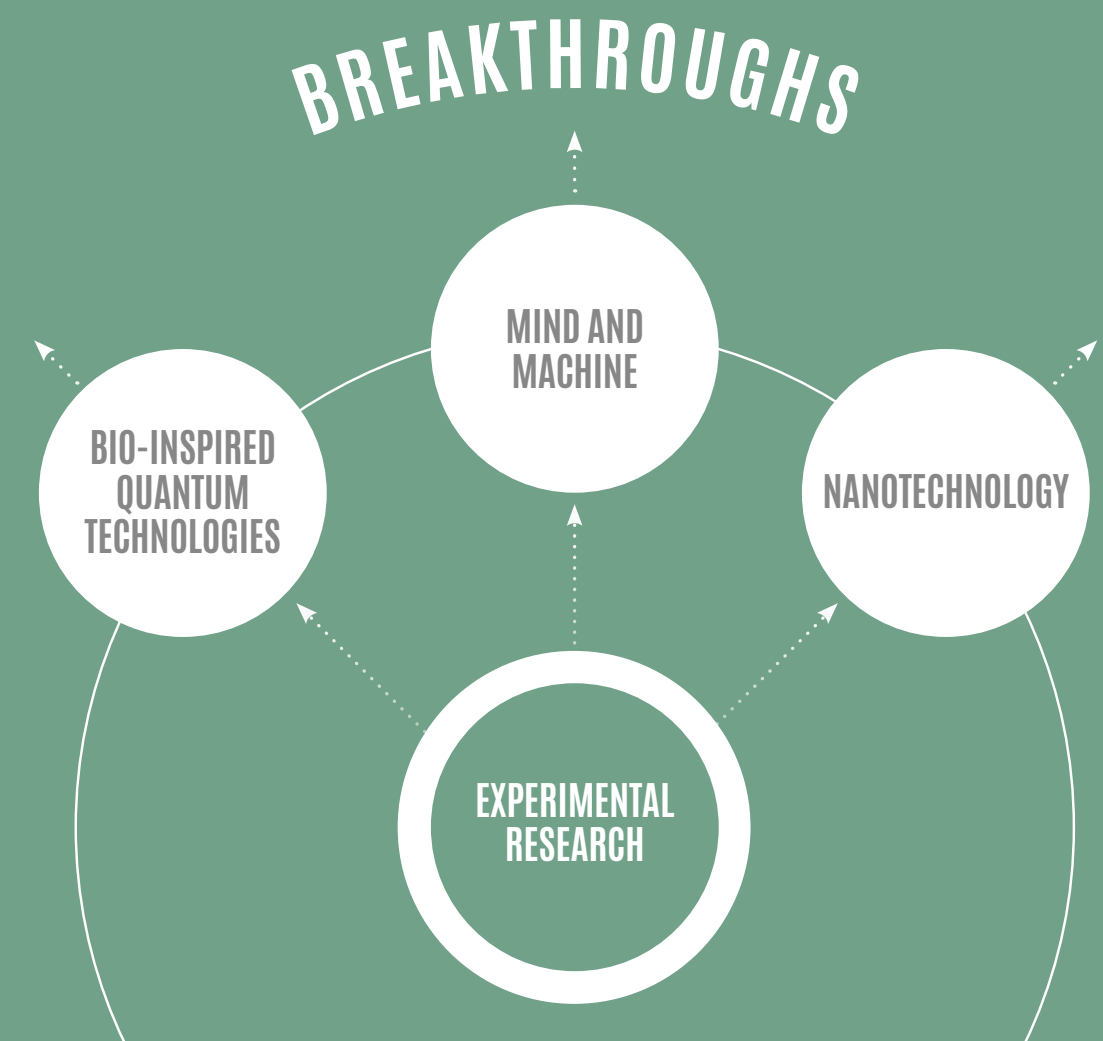 BREAKTHROUGHS
MIND AND
MACHINE
BIO-INSPIRED
QUANTUM
TECHNOLOGIES
NANOTECHNOLOGY
EXPERIMENTAL
RESEARCH